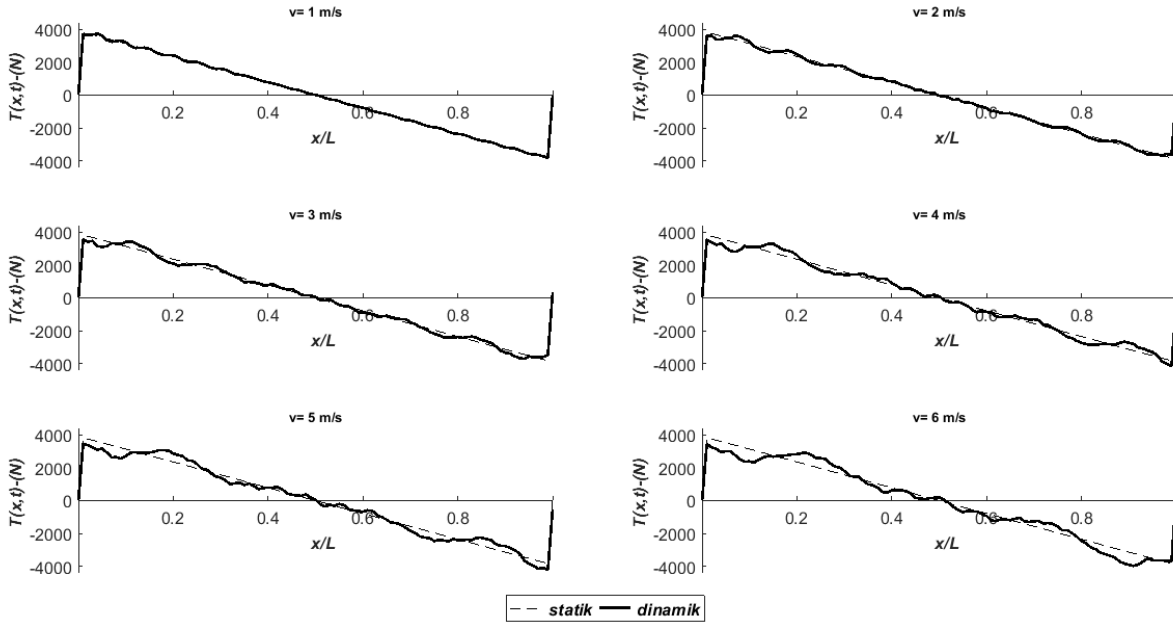 v= 1 m/s
4000
2000
0
-2000
-4000
T(x,t)-(N)
0.2
0.4
0.6
0.8
x/L
v= 2 m/s
4000
2000
0
-2000
-4000
T(x,t)-(N)
0.2
0.4
0.6
0.8
x/L
v= 3 m/s
4000
2000
0
-2000
-4000
T(x,t)-(N)
0.2
0.4
0.6
0.8
x/L
v= 4 m/s
4000
2000
0
-2000
-4000
T(x,t)-(N)
0.2
0.4
0.6
0.8
x/L
v= 5 m/s
4000
2000
0
-2000
-4000
T(x,t)-(N)
0.2
0.4
0.6
0.8
x/L
v= 6 m/s
4000
2000
0
-2000
-4000
T(x,t)-(N)
0.2
0.4
0.6
0.8
x/L
statik dinamik